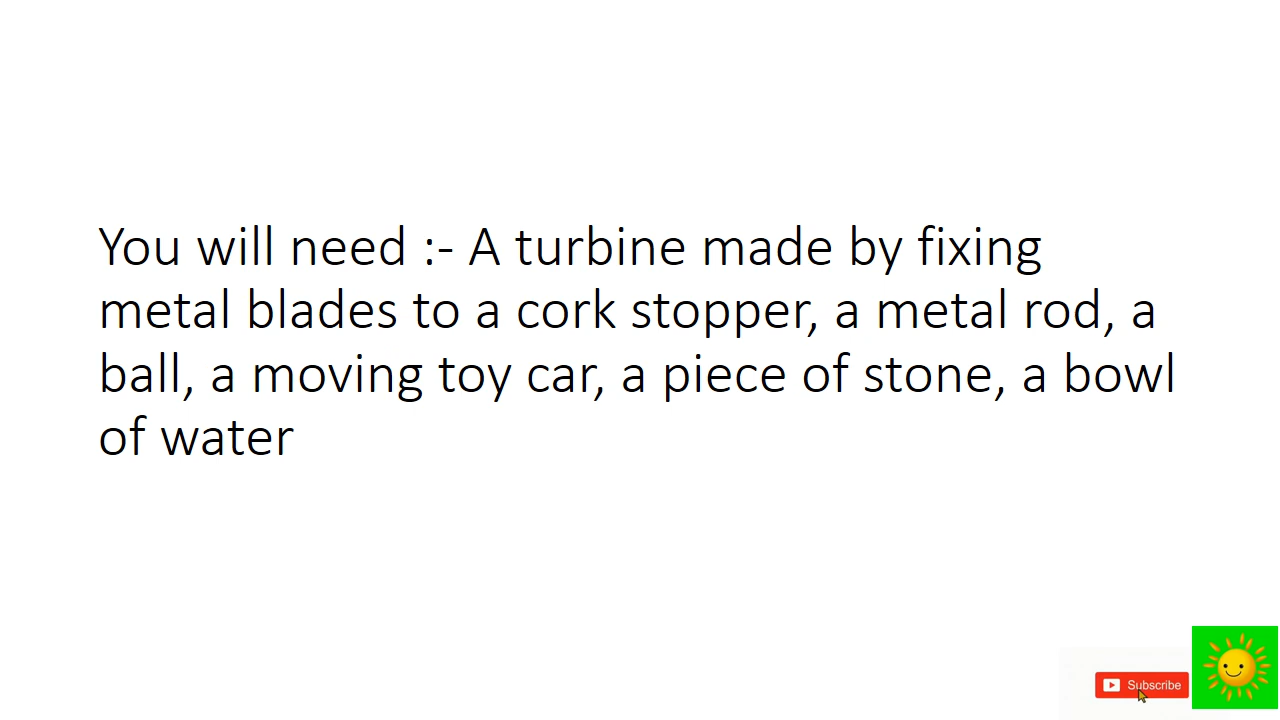 You will need :- A turbine made by fixing
metal blades to a cork stopper, a metal rod, a
ball, a moving toy car, a piece of stone, a bowl
of water
Subscribe